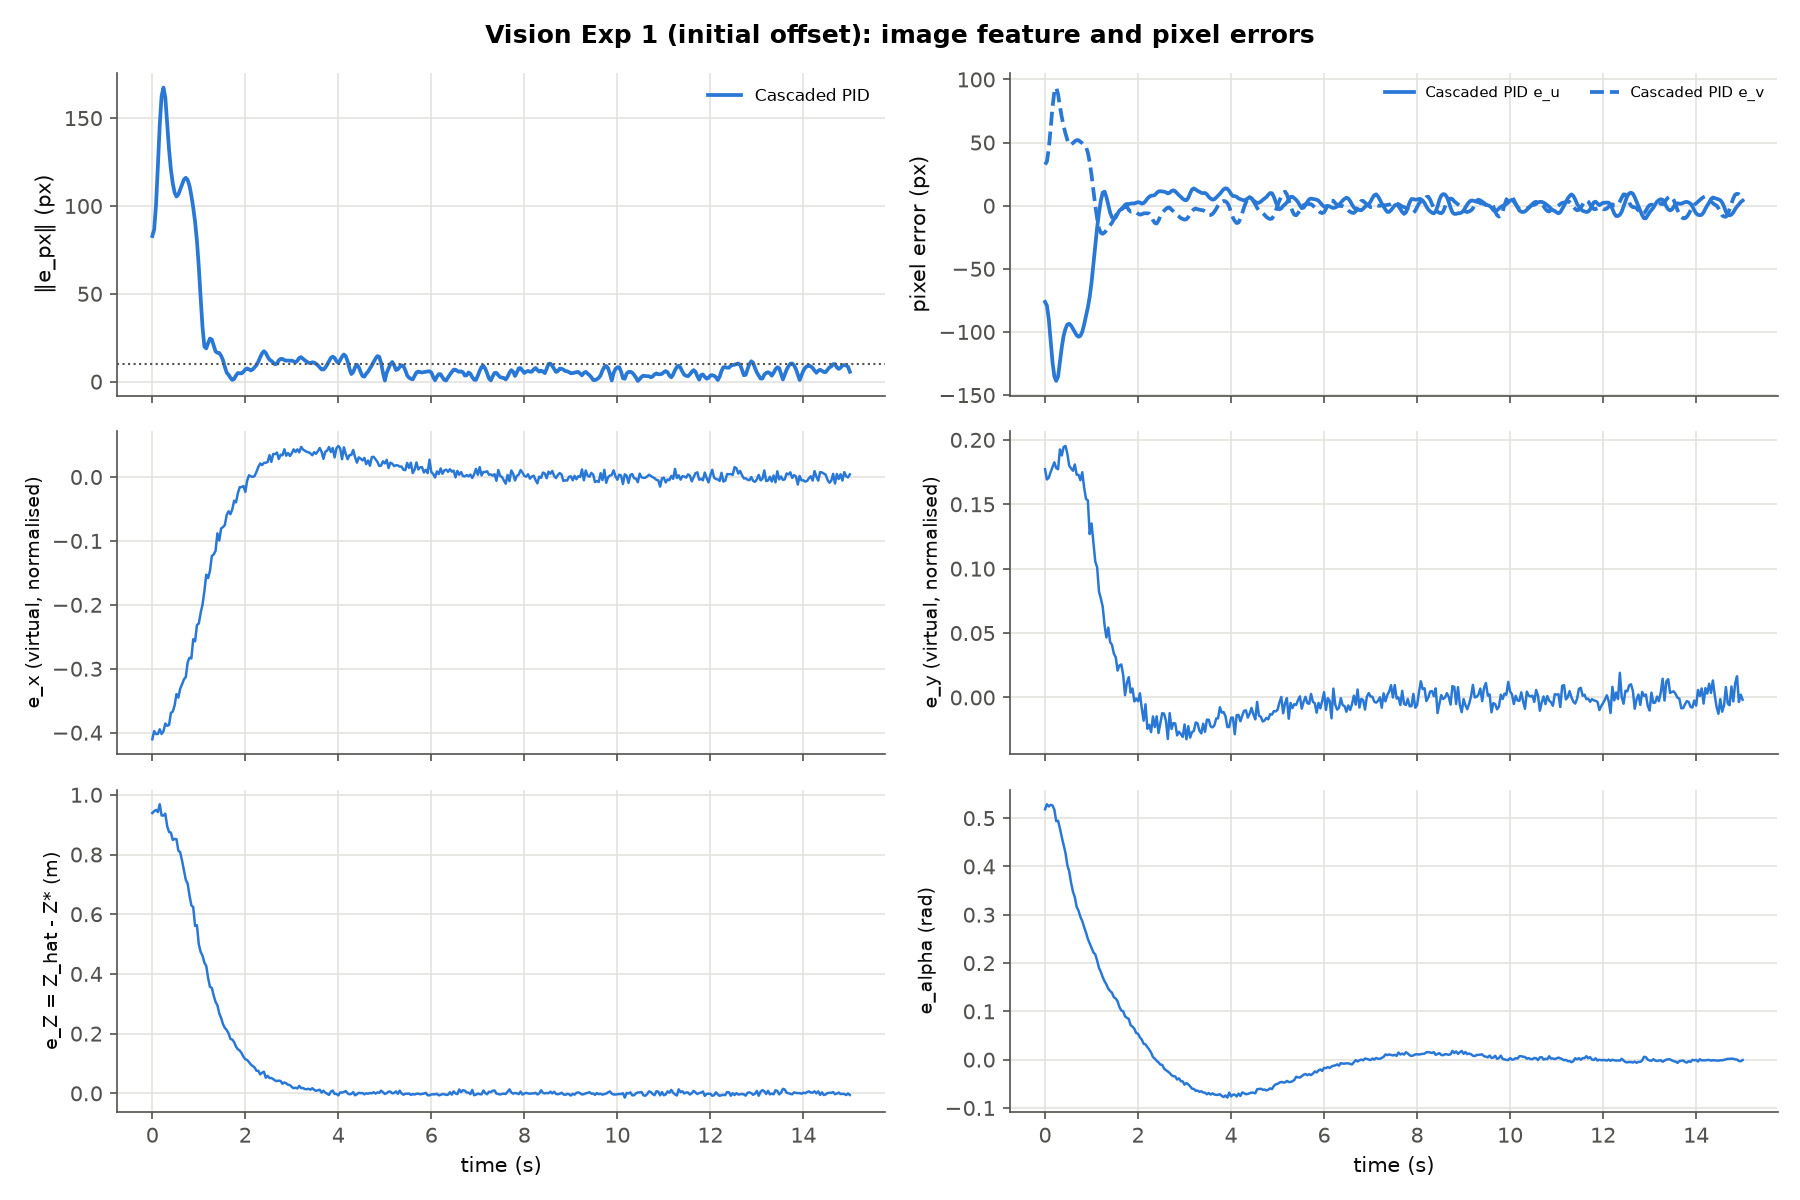 Vision Exp 1 (initial offset): image feature and pixel errors
‖e_px‖ (px)
150
100
50
0
Cascaded PID
pixel error (px)
100
50
0
−50
−100
−150
Cascaded PID e_u
Cascaded PID e_v
e_x (virtual, normalised)
0.0
−0.1
−0.2
−0.3
−0.4
e_y (virtual, normalised)
0.20
0.15
0.10
0.05
0.00
e_Z = Z_hat - Z* (m)
1.0
0.8
0.6
0.4
0.2
0.0
0 2 4 6 8 10 12 14
time (s)
e_alpha (rad)
0.5
0.4
0.3
0.2
0.1
0.0
−0.1
0 2 4 6 8 10 12 14
time (s)